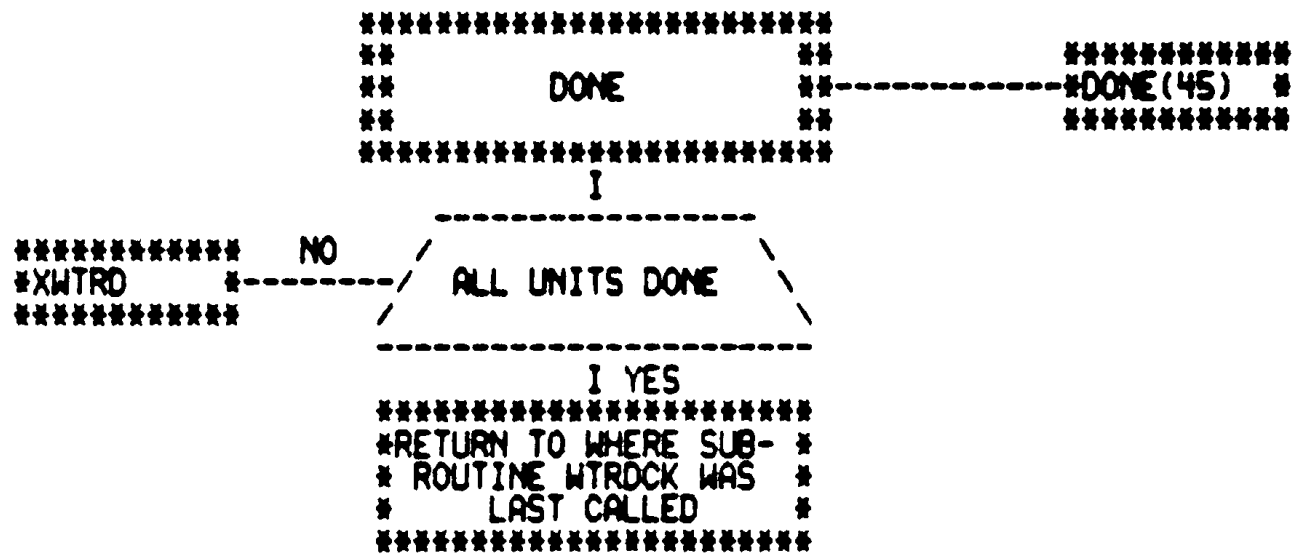 DONE
DONE(45)
I
NO
XWTRD
ALL UNITS DONE
I YES
RETURN TO WHERE SUB-
ROUTINE WTRDCK WAS
LAST CALLED